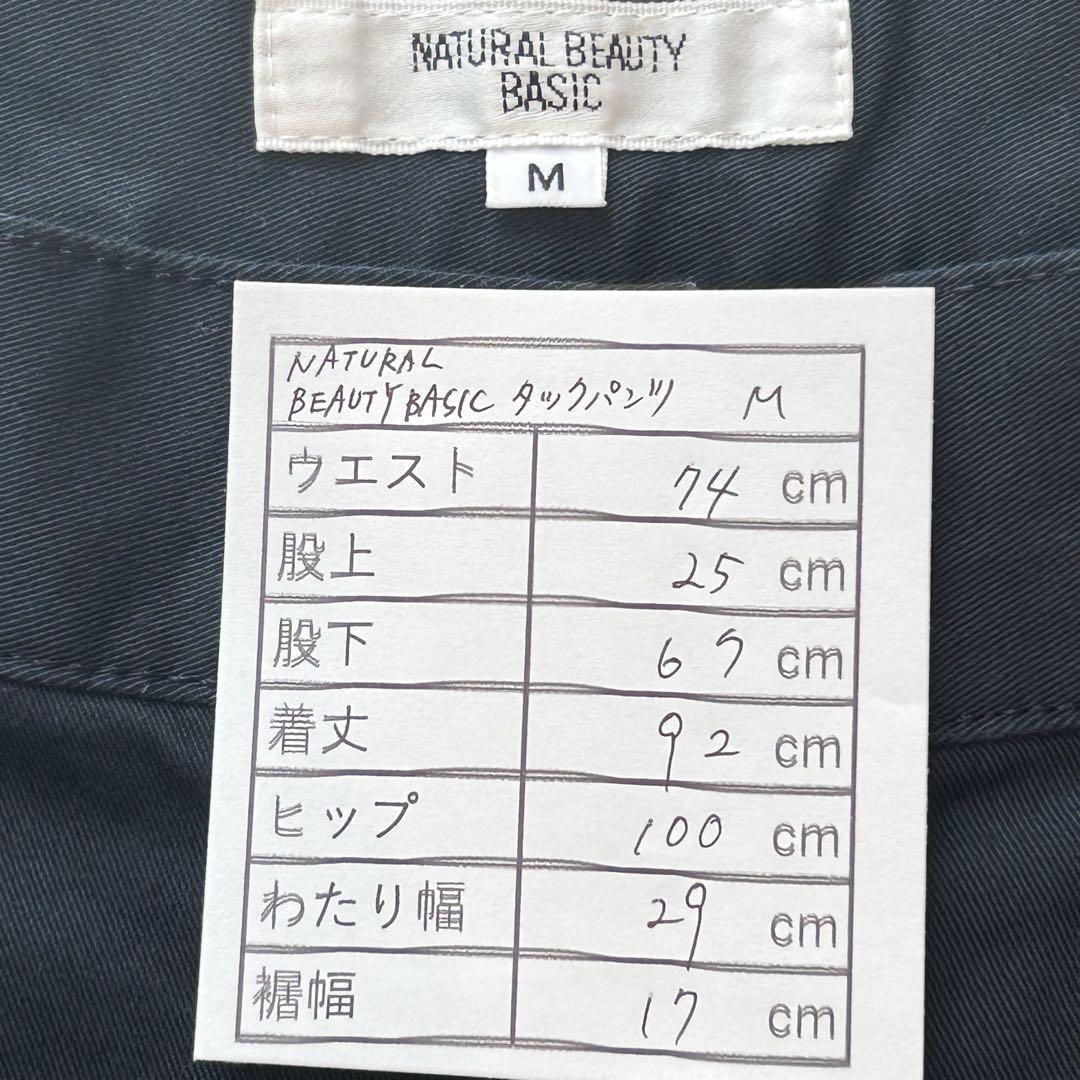 NATURAL BEAUTY
BASIC
M
NATURAL
BEAUTY BASIC タックパンツ M
ウエスト 74 cm
股上 25 cm
股下 67 cm
着丈 92 cm
ヒップ 100 cm
わたり幅 29 cm
裾幅 17 cm